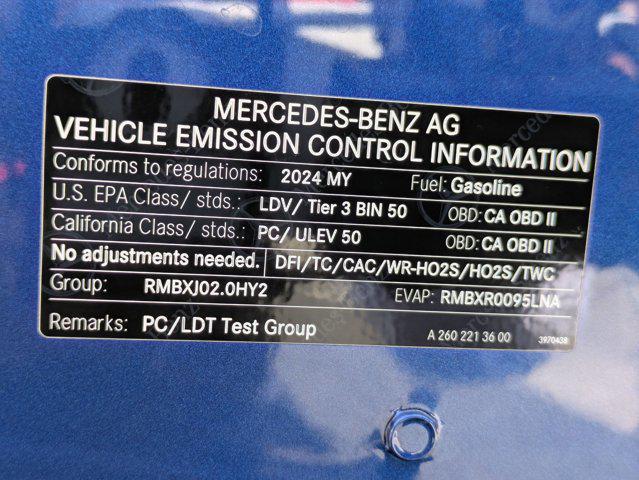 MERCEDES-BENZ AG
VEHICLE EMISSION CONTROL INFORMATION
Conforms to regulations: 2024 MY Fuel: Gasoline
U.S. EPA Class/ stds.: LDV/ Tier 3 BIN 50 OBD: CA OBD II
California Class/ stds.: PC/ ULEV 50 OBD: CA OBD II
No adjustments needed. DFI/TC/CAC/WR-HO2S/HO2S/TWC
Group: RMBXJ02.0HY2 EVAP: RMBXR0095LNA
Remarks: PC/LDT Test Group A 260 221 36 00 3970438